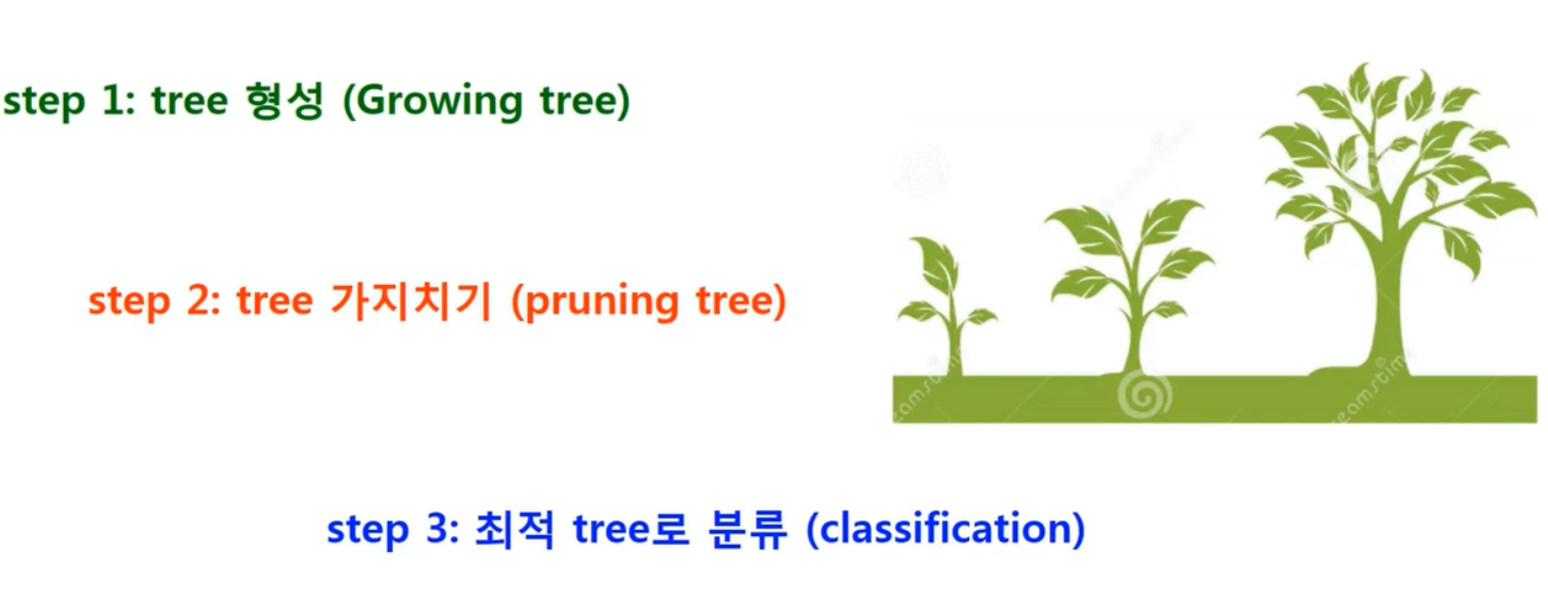 step 1: tree 형성 (Growing tree)
step 2: tree 가지치기 (pruning tree)
step 3: 최적 tree로 분류 (classification)